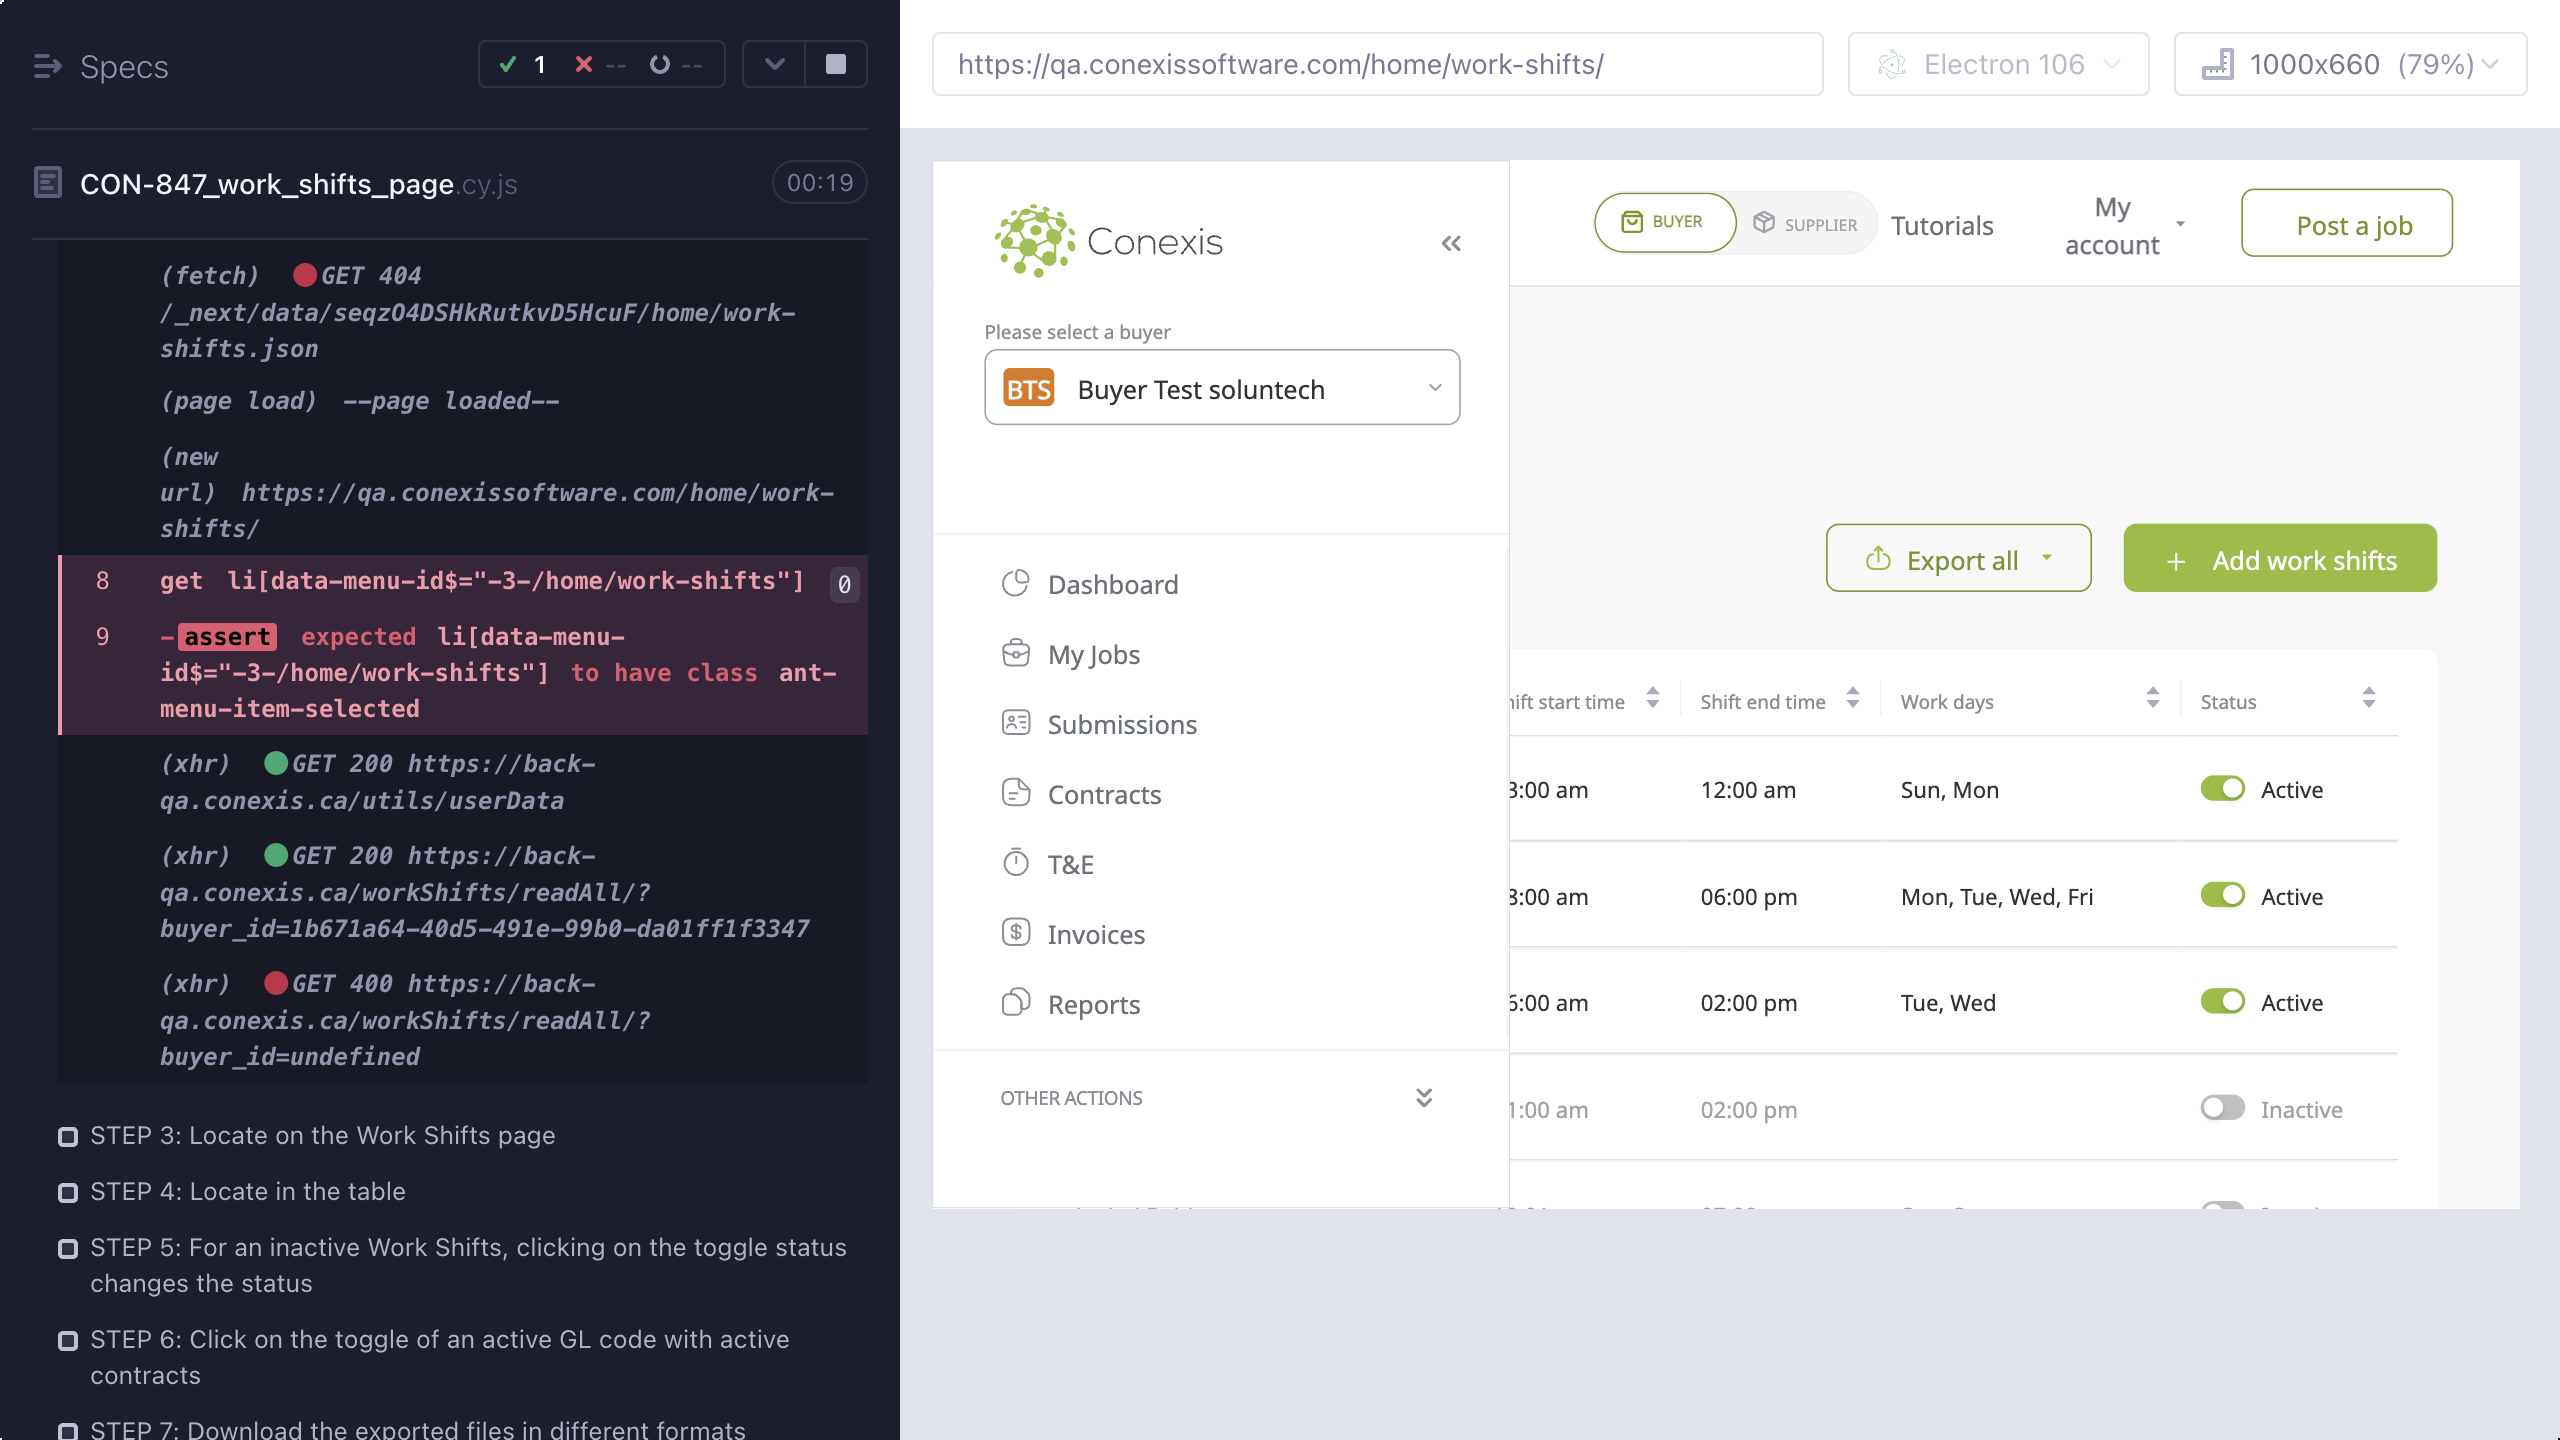 Specs
1
--
--
CON-847_work_shifts_page.cy.js
00:19
(fetch) GET 404
/_next/data/seqzO4DSHkRutkvD5HcuF/home/work-
shifts.json
(page load) --page loaded--
(new
url) https://qa.conexissoftware.com/home/work-
shifts/
8 get li[data-menu-id$="-3-/home/work-shifts"] 0
9 -assert expected li[data-menu-
id$="-3-/home/work-shifts"] to have class ant-
menu-item-selected
(xhr) GET 200 https://back-
qa.conexis.ca/utils/userData
(xhr) GET 200 https://back-
qa.conexis.ca/workShifts/readAll/?
buyer_id=1b671a64-40d5-491e-99b0-da01ff1f3347
(xhr) GET 400 https://back-
qa.conexis.ca/workShifts/readAll/?
buyer_id=undefined
STEP 3: Locate on the Work Shifts page
STEP 4: Locate in the table
STEP 5: For an inactive Work Shifts, clicking on the toggle status
changes the status
STEP 6: Click on the toggle of an active GL code with active
contracts
STEP 7: Download the exported files in different formats
https://qa.conexissoftware.com/home/work-shifts/
Electron 106
1000x660 (79%)
Conexis
Please select a buyer
BTS Buyer Test soluntech
Dashboard
My Jobs
Submissions
Contracts
T&E
Invoices
Reports
OTHER ACTIONS
BUYER
SUPPLIER
Tutorials
My
account
Post a job
Export all
+ Add work shifts
ift start time Shift end time Work days Status
:00 am 12:00 am Sun, Mon Active
:00 am 06:00 pm Mon, Tue, Wed, Fri Active
:00 am 02:00 pm Tue, Wed Active
:00 am 02:00 pm Inactive